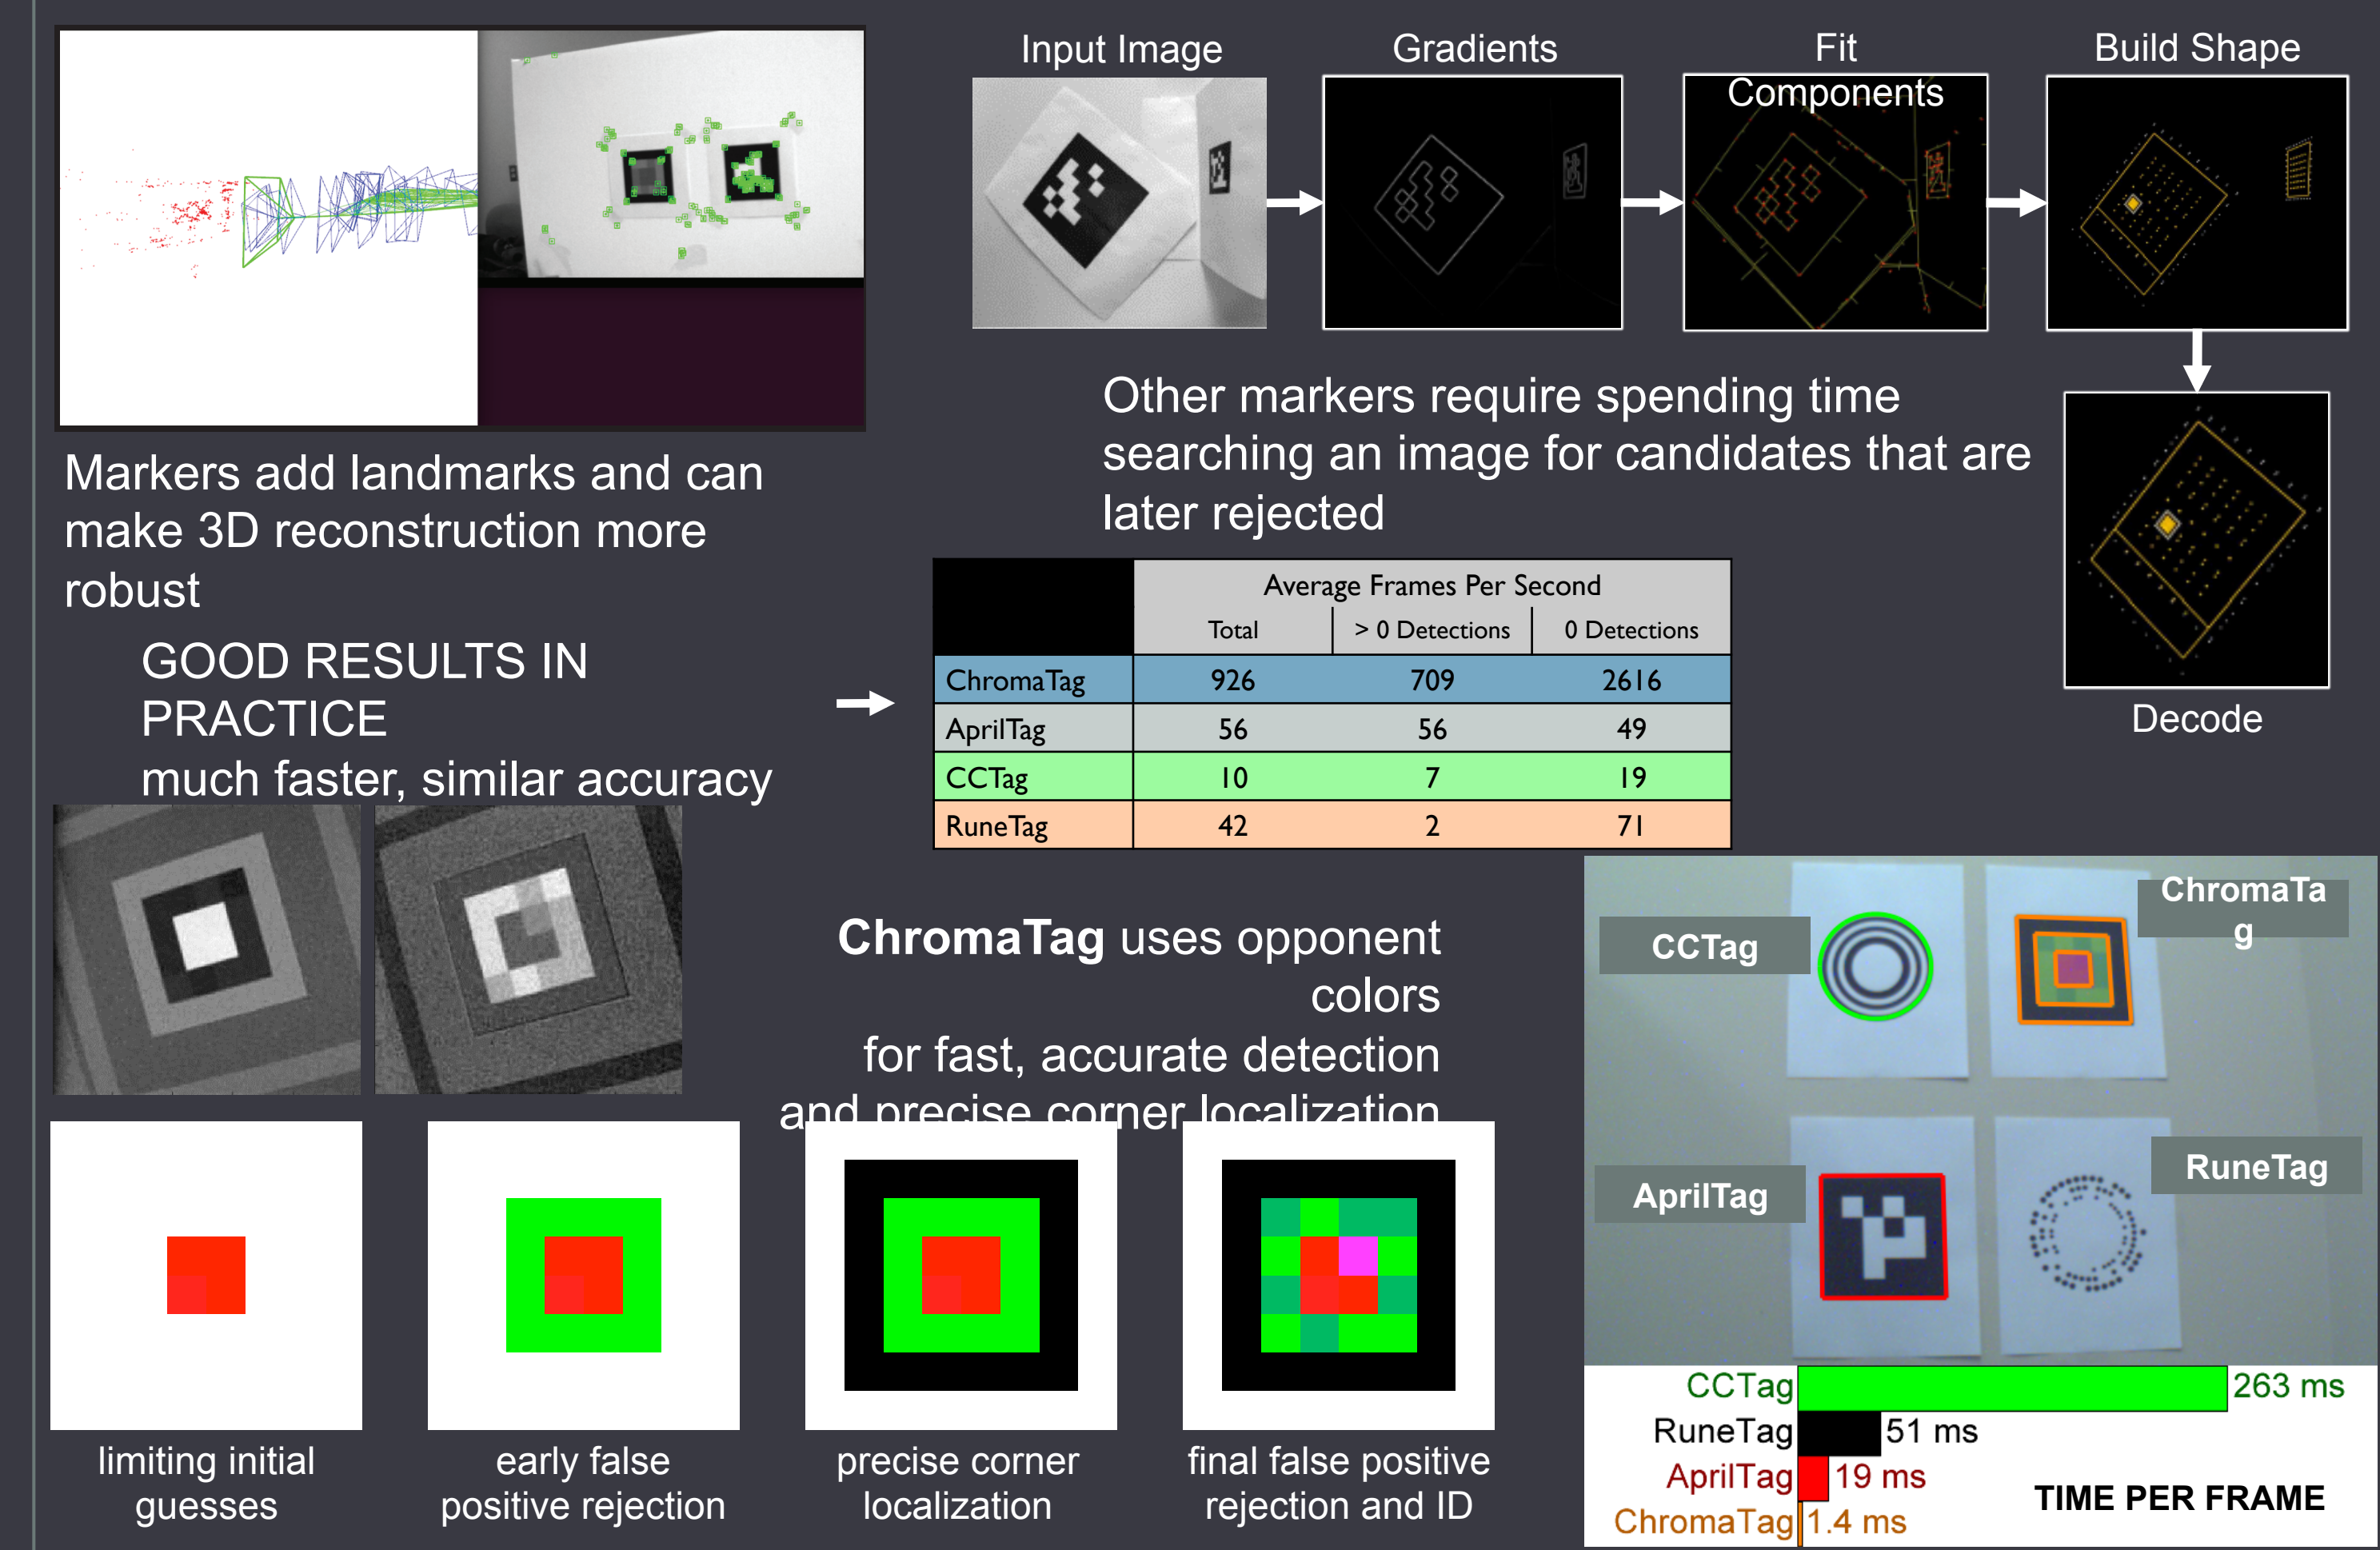 Input Image
Gradients
Fit
Components
Build Shape
Markers add landmarks and can
make 3D reconstruction more
robust
Other markers require spending time
searching an image for candidates that are
later rejected
Decode
GOOD RESULTS IN
PRACTICE
much faster, similar accuracy
Average Frames Per Second
Total > 0 Detections 0 Detections
ChromaTag 926 709 2616
AprilTag 56 56 49
CCTag 10 7 19
RuneTag 42 2 71
ChromaTag uses opponent
colors
for fast, accurate detection
and precise corner localization
CCTag
ChromaTa
g
AprilTag
RuneTag
limiting initial
guesses
early false
positive rejection
precise corner
localization
final false positive
rejection and ID
CCTag 263 ms
RuneTag 51 ms
AprilTag 19 ms
ChromaTag 1.4 ms
TIME PER FRAME